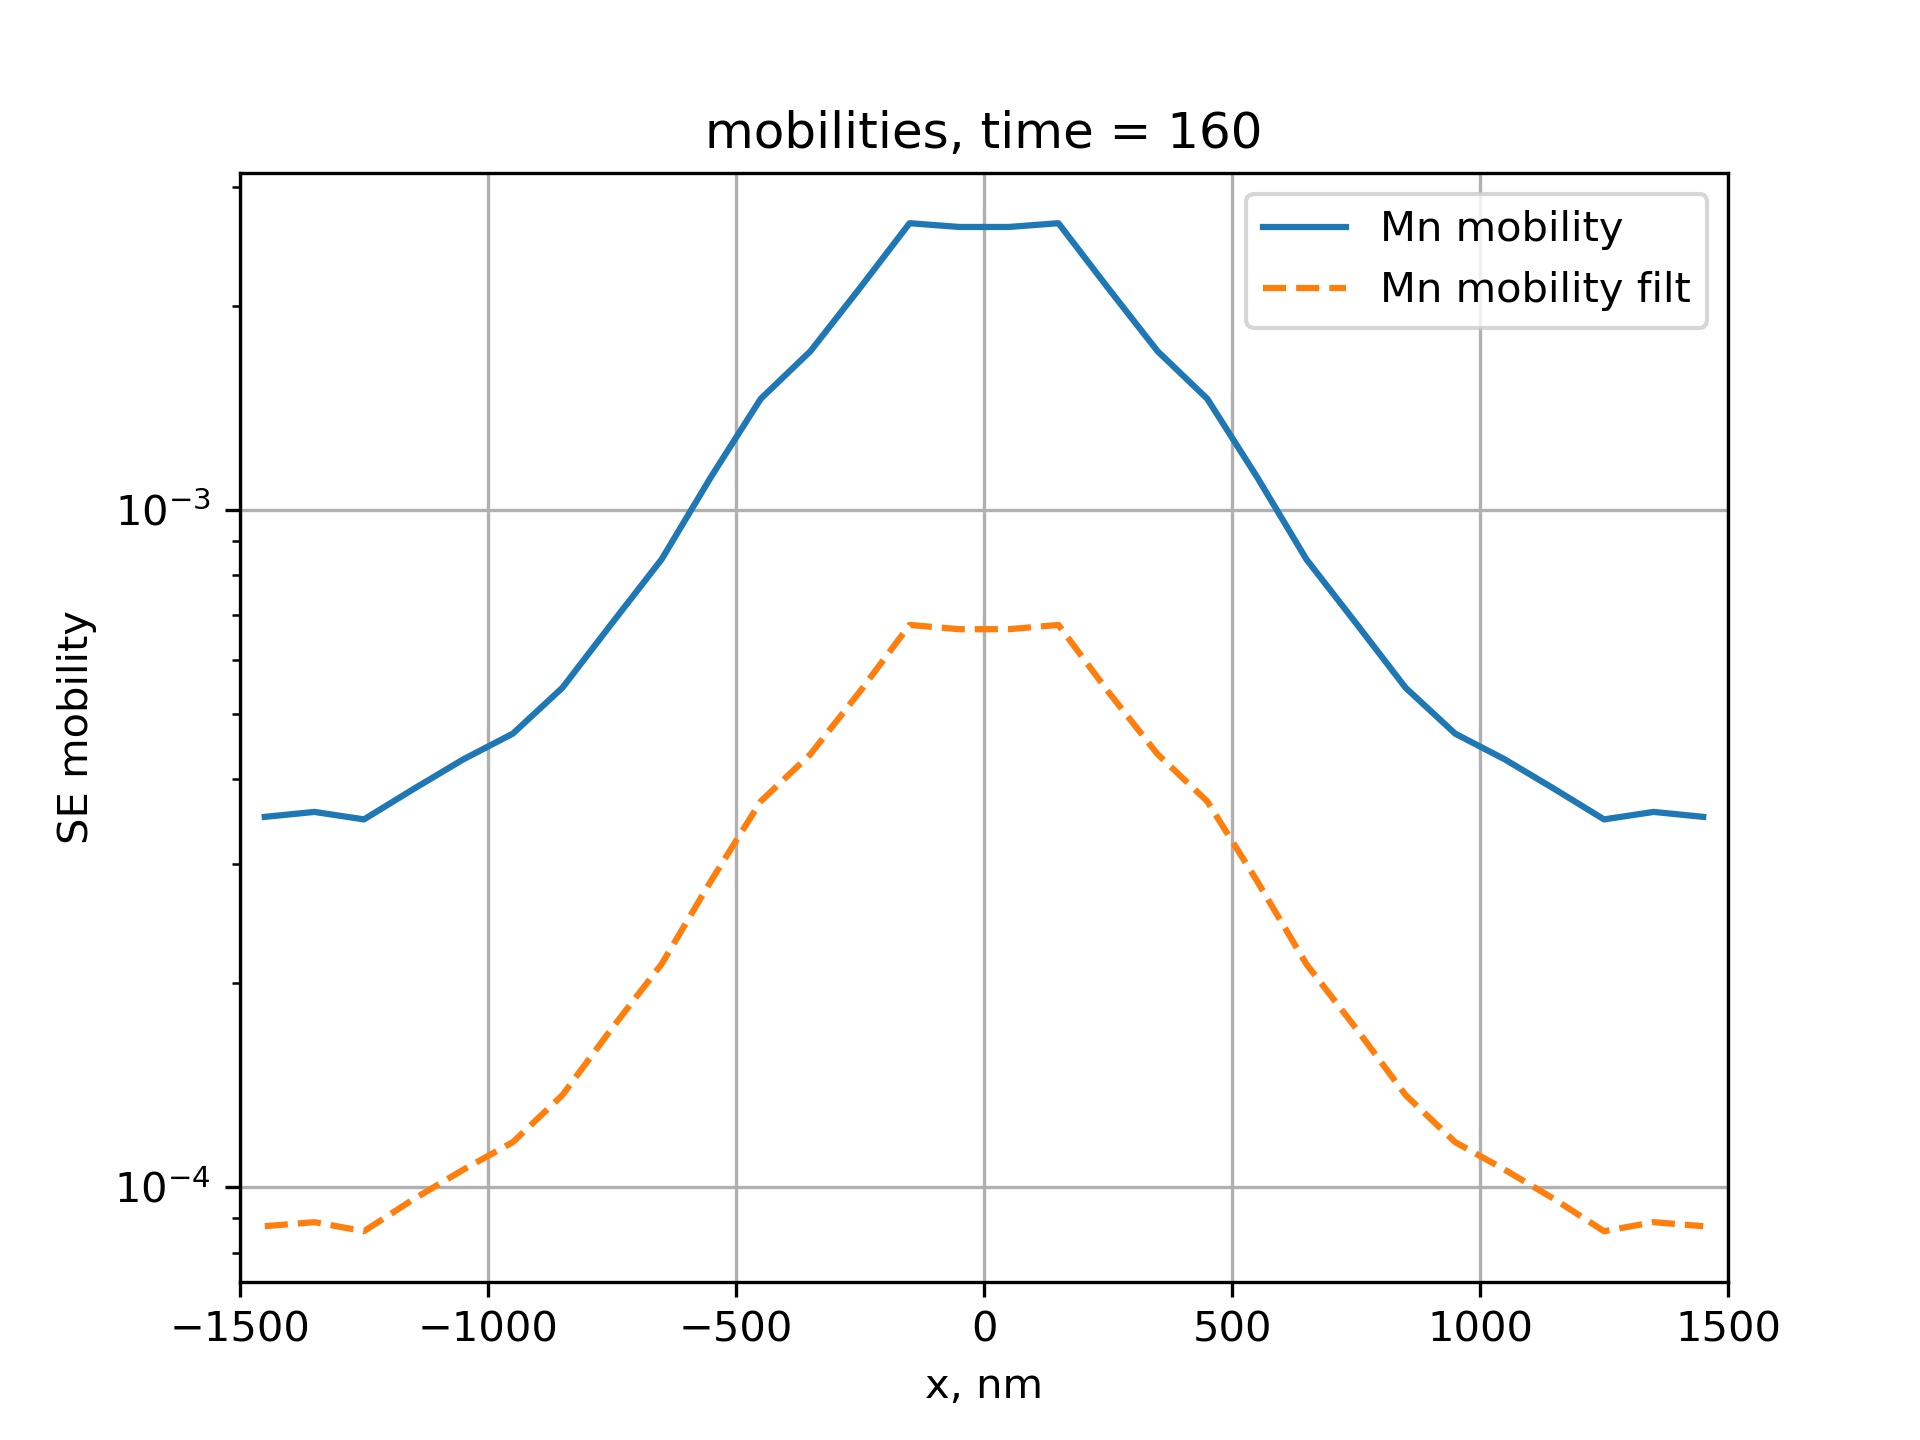 mobilities, time = 160
Mn mobility
Mn mobility filt
10⁻³
10⁻⁴
SE mobility
−1500 −1000 −500 0 500 1000 1500
x, nm